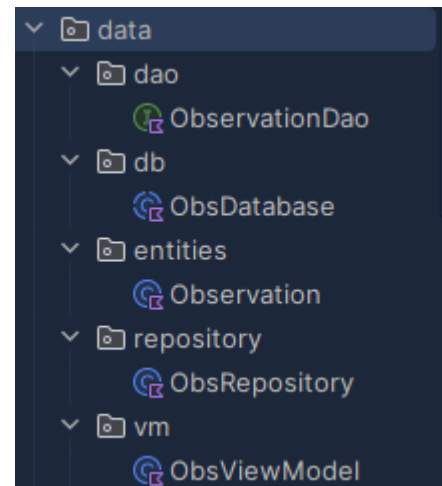 data
dao
ObservationDao
db
ObsDatabase
entities
Observation
repository
ObsRepository
vm
ObsViewModel